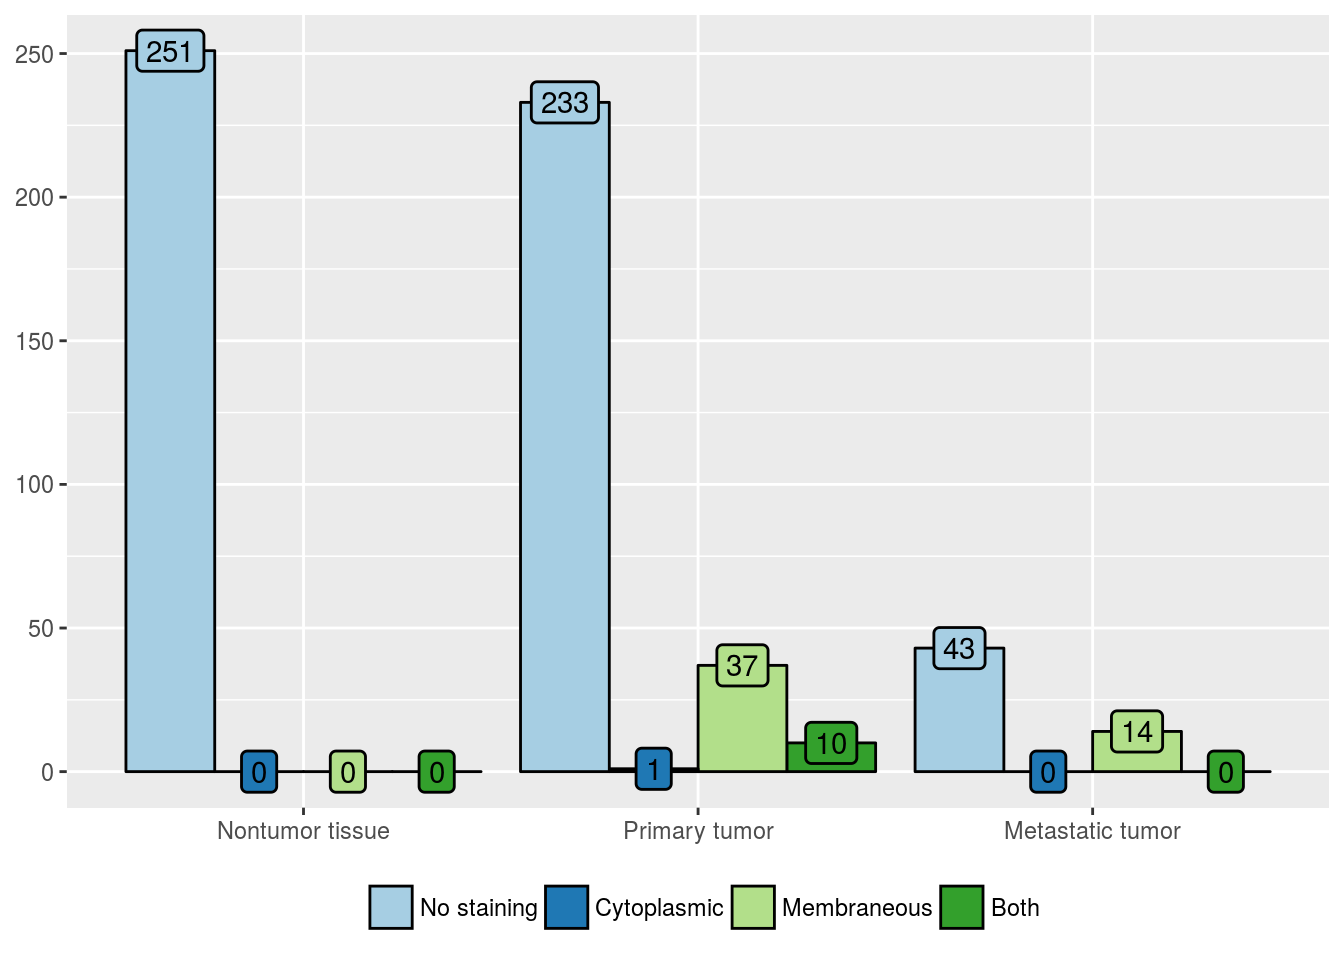 250
200
150
100
50
0
251
0
0
0
233
1
37
10
43
0
14
0
Nontumor tissue
Primary tumor
Metastatic tumor
No staining
Cytoplasmic
Membraneous
Both